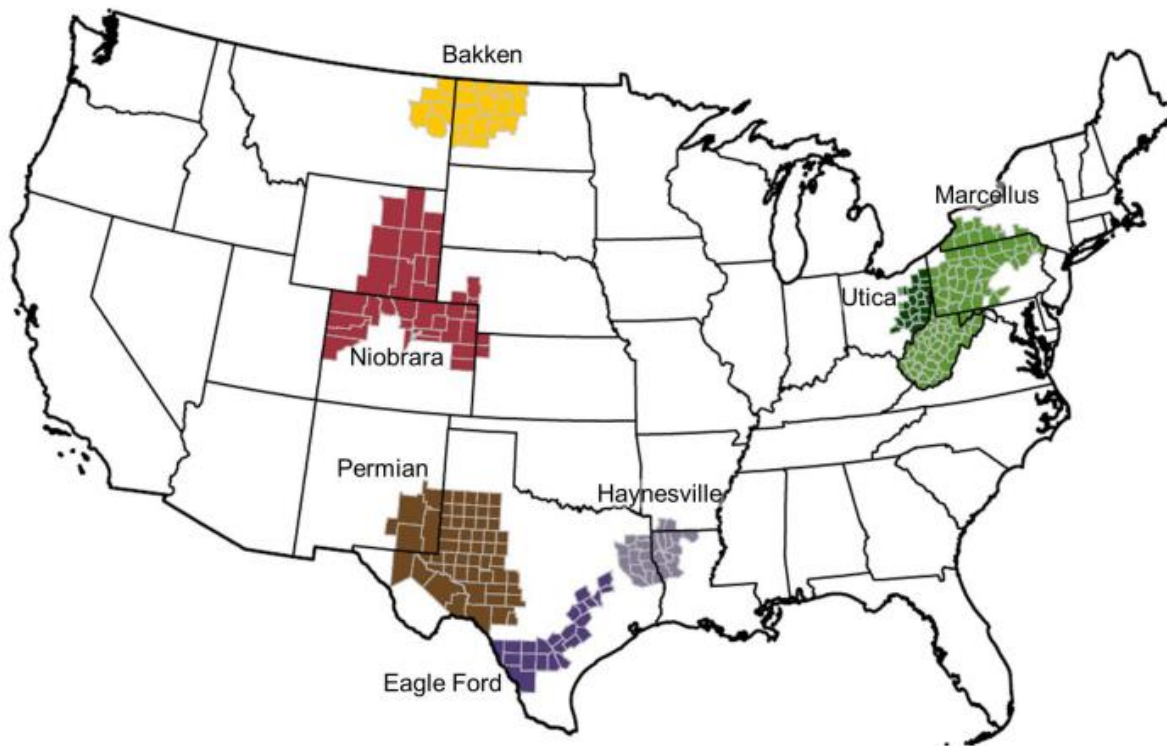 Bakken
Marcellus
Utica
Niobrara
Permian
Haynesville
Eagle Ford